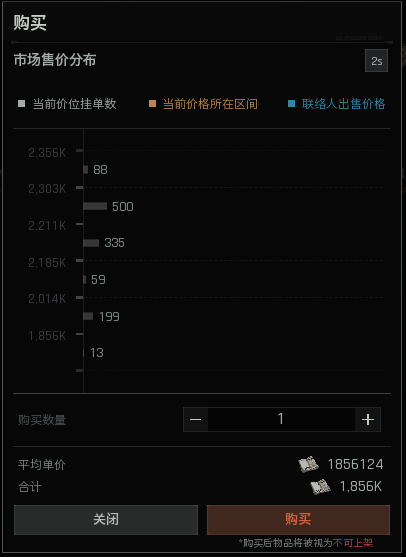 购买
市场售价分布
2s
当前价位挂单数 当前价格所在区间 联络人出售价格
2,356K
88
2,303K
500
2,211K
335
2,185K
59
2,014K
199
1,856K
13
购买数量 1
平均单价 1856124
合计 1,856K
关闭 购买
*购买后物品将被视为不可上架